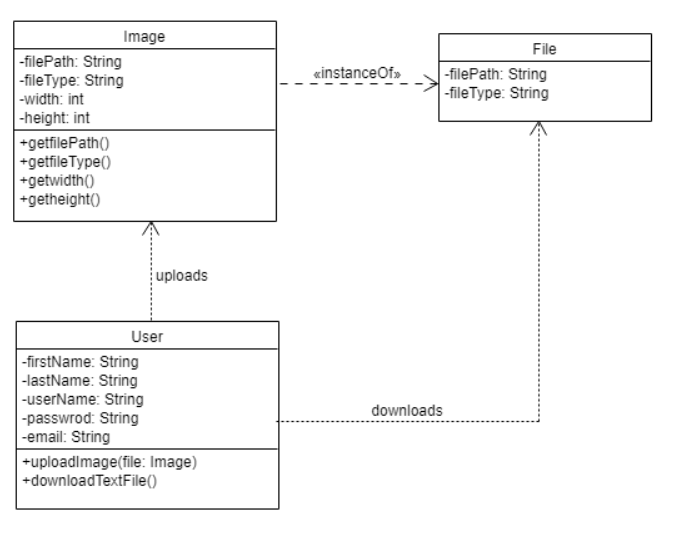 Image
-filePath: String
-fileType: String
-width: int
-height: int
+getfilePath()
+getfileType()
+getwidth()
+getheight()
«instanceOf»
File
-filePath: String
-fileType: String
uploads
User
-firstName: String
-lastName: String
-userName: String
-passwrod: String
-email: String
+uploadImage(file: Image)
+downloadTextFile()
downloads